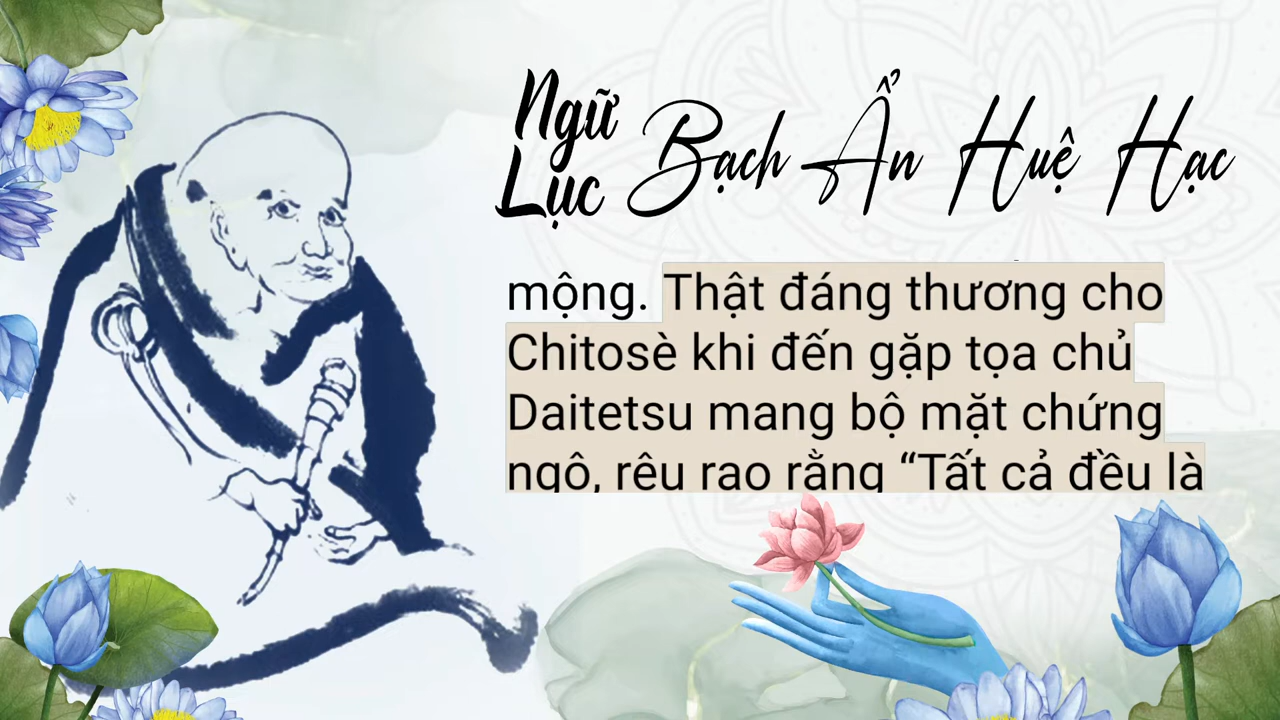 Ngữ
Lục
Bạch Ẩn Huệ Hạc
mộng. Thật đáng thương cho
Chitosè khi đến gặp tọa chủ
Daitetsu mang bộ mặt chứng
ngộ, rêu rao rằng “Tất cả đều là